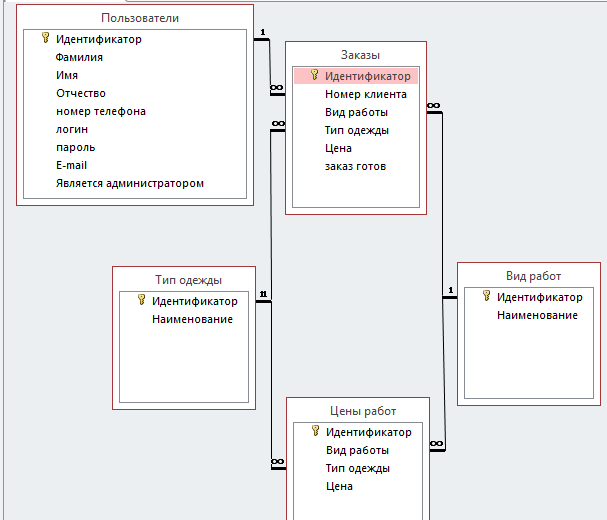 Пользователи
Идентификатор
Фамилия
Имя
Отчество
номер телефона
логин
пароль
E-mail
Является администратором
1
∞
Заказы
Идентификатор
Номер клиента
Вид работы
Тип одежды
Цена
заказ готов
∞
∞
Тип одежды
Идентификатор
Наименование
11
1
Вид работ
Идентификатор
Наименование
Цены работ
Идентификатор
Вид работы
Тип одежды
Цена
∞
∞